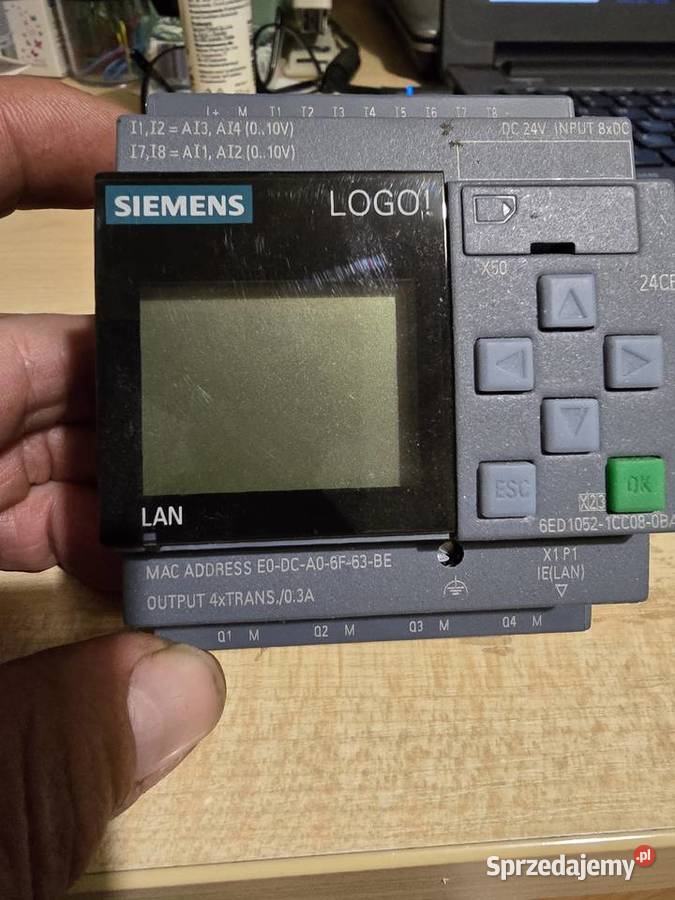 L+ M I1 I2 I3 I4 I5 I6 I7 I8
I1,I2 = AI3, AI4 (0..10V)
I7,I8 = AI1, AI2 (0..10V)
DC 24V INPUT 8xDC
SIEMENS
LOGO!
X50
24CE
ESC
OK
X20
6ED1052-1CC08-0BA
LAN
MAC ADDRESS E0-DC-A0-6F-63-BE
X1 P1
IE(LAN)
OUTPUT 4xTRANS./0.3A
Q1 M Q2 M Q3 M Q4 M
Sprzedajemy.pl